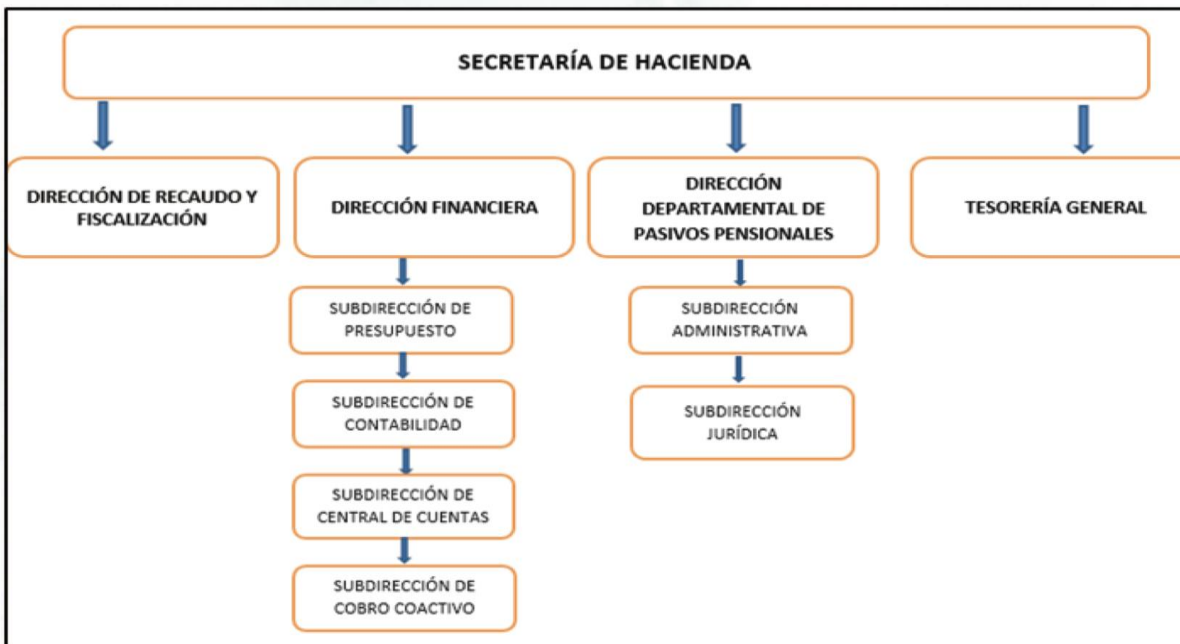 SECRETARÍA DE HACIENDA
DIRECCIÓN DE RECAUDO Y
FISCALIZACIÓN
DIRECCIÓN FINANCIERA
DIRECCIÓN
DEPARTAMENTAL DE
PASIVOS PENSIONALES
TESORERÍA GENERAL
SUBDIRECCIÓN DE
PRESUPUESTO
SUBDIRECCIÓN DE
CONTABILIDAD
SUBDIRECCIÓN DE
CENTRAL DE CUENTAS
SUBDIRECCIÓN DE
COBRO COACTIVO
SUBDIRECCIÓN
ADMINISTRATIVA
SUBDIRECCIÓN
JURÍDICA